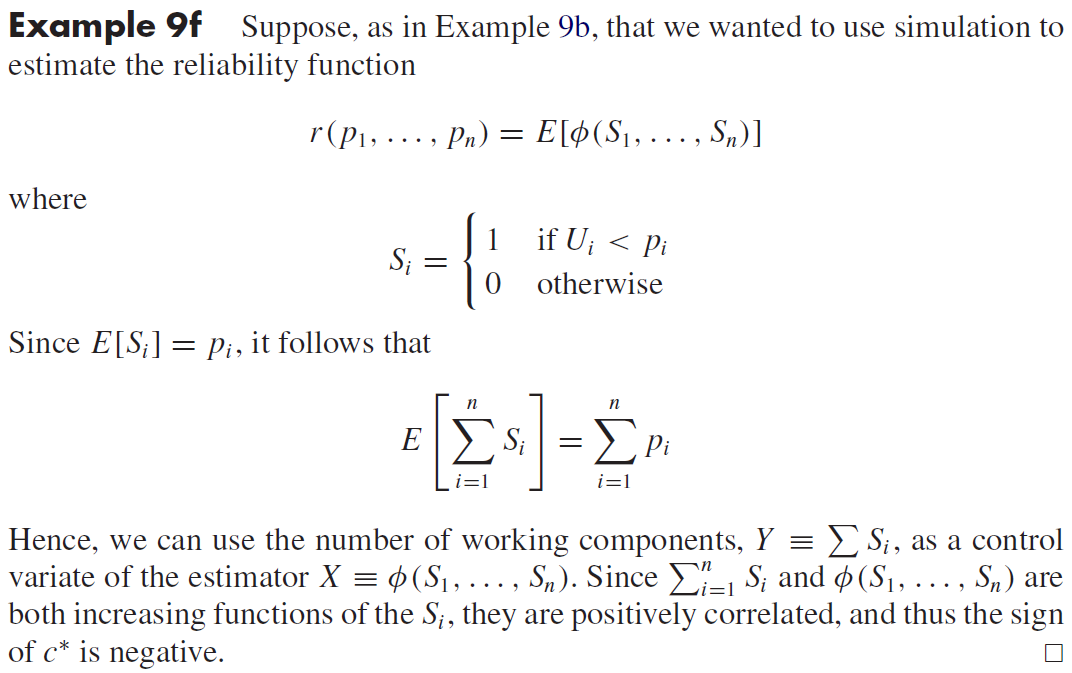 Example 9f Suppose, as in Example 9b, that we wanted to use simulation to
estimate the reliability function
r(p₁, . . . , pₙ) = E[ϕ(S₁, . . . , Sₙ)]
where
Sᵢ = { 1 if Uᵢ < pᵢ
0 otherwise
Since E[Sᵢ] = pᵢ, it follows that
E [ ∑ᵢ₌₁ⁿ Sᵢ ] = ∑ᵢ₌₁ⁿ pᵢ
Hence, we can use the number of working components, Y ≡ ∑ Sᵢ, as a control
variate of the estimator X ≡ ϕ(S₁, . . . , Sₙ). Since ∑ᵢ₌₁ⁿ Sᵢ and ϕ(S₁, . . . , Sₙ) are
both increasing functions of the Sᵢ, they are positively correlated, and thus the sign
of c* is negative. □